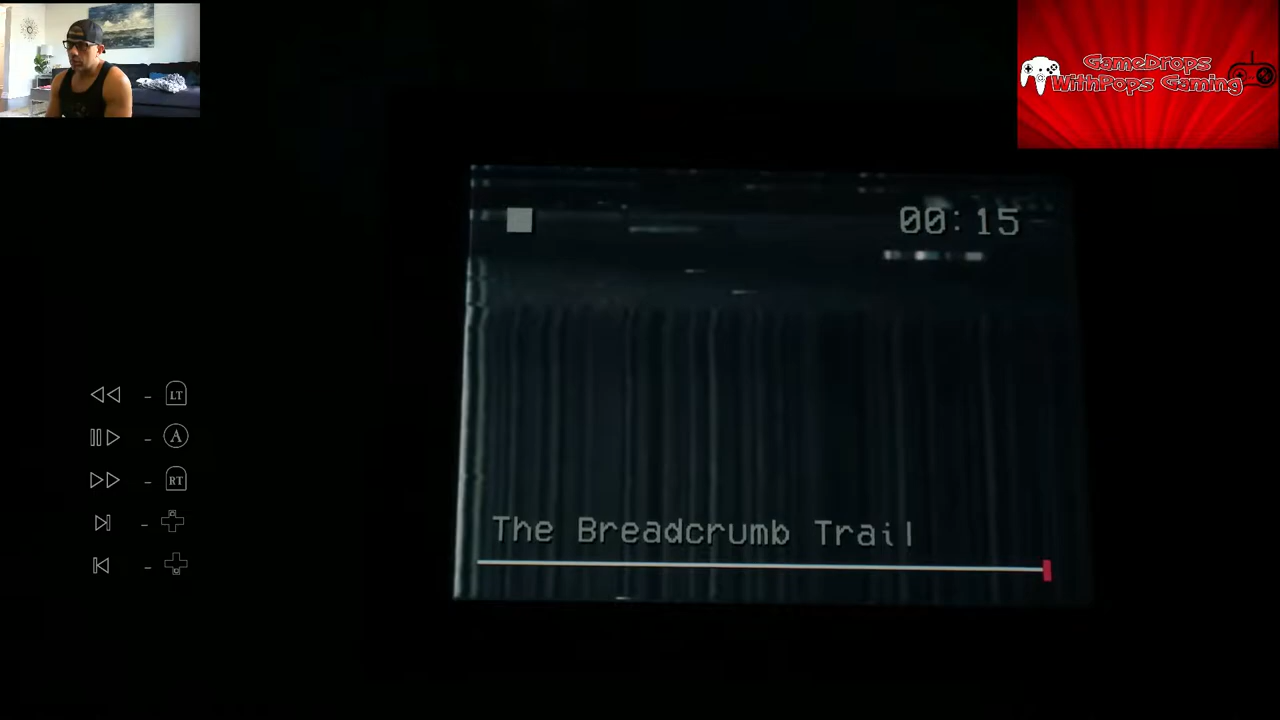 GameDrops
WithPops Gaming
00:15
LT
A
RT
The Breadcrumb Trail